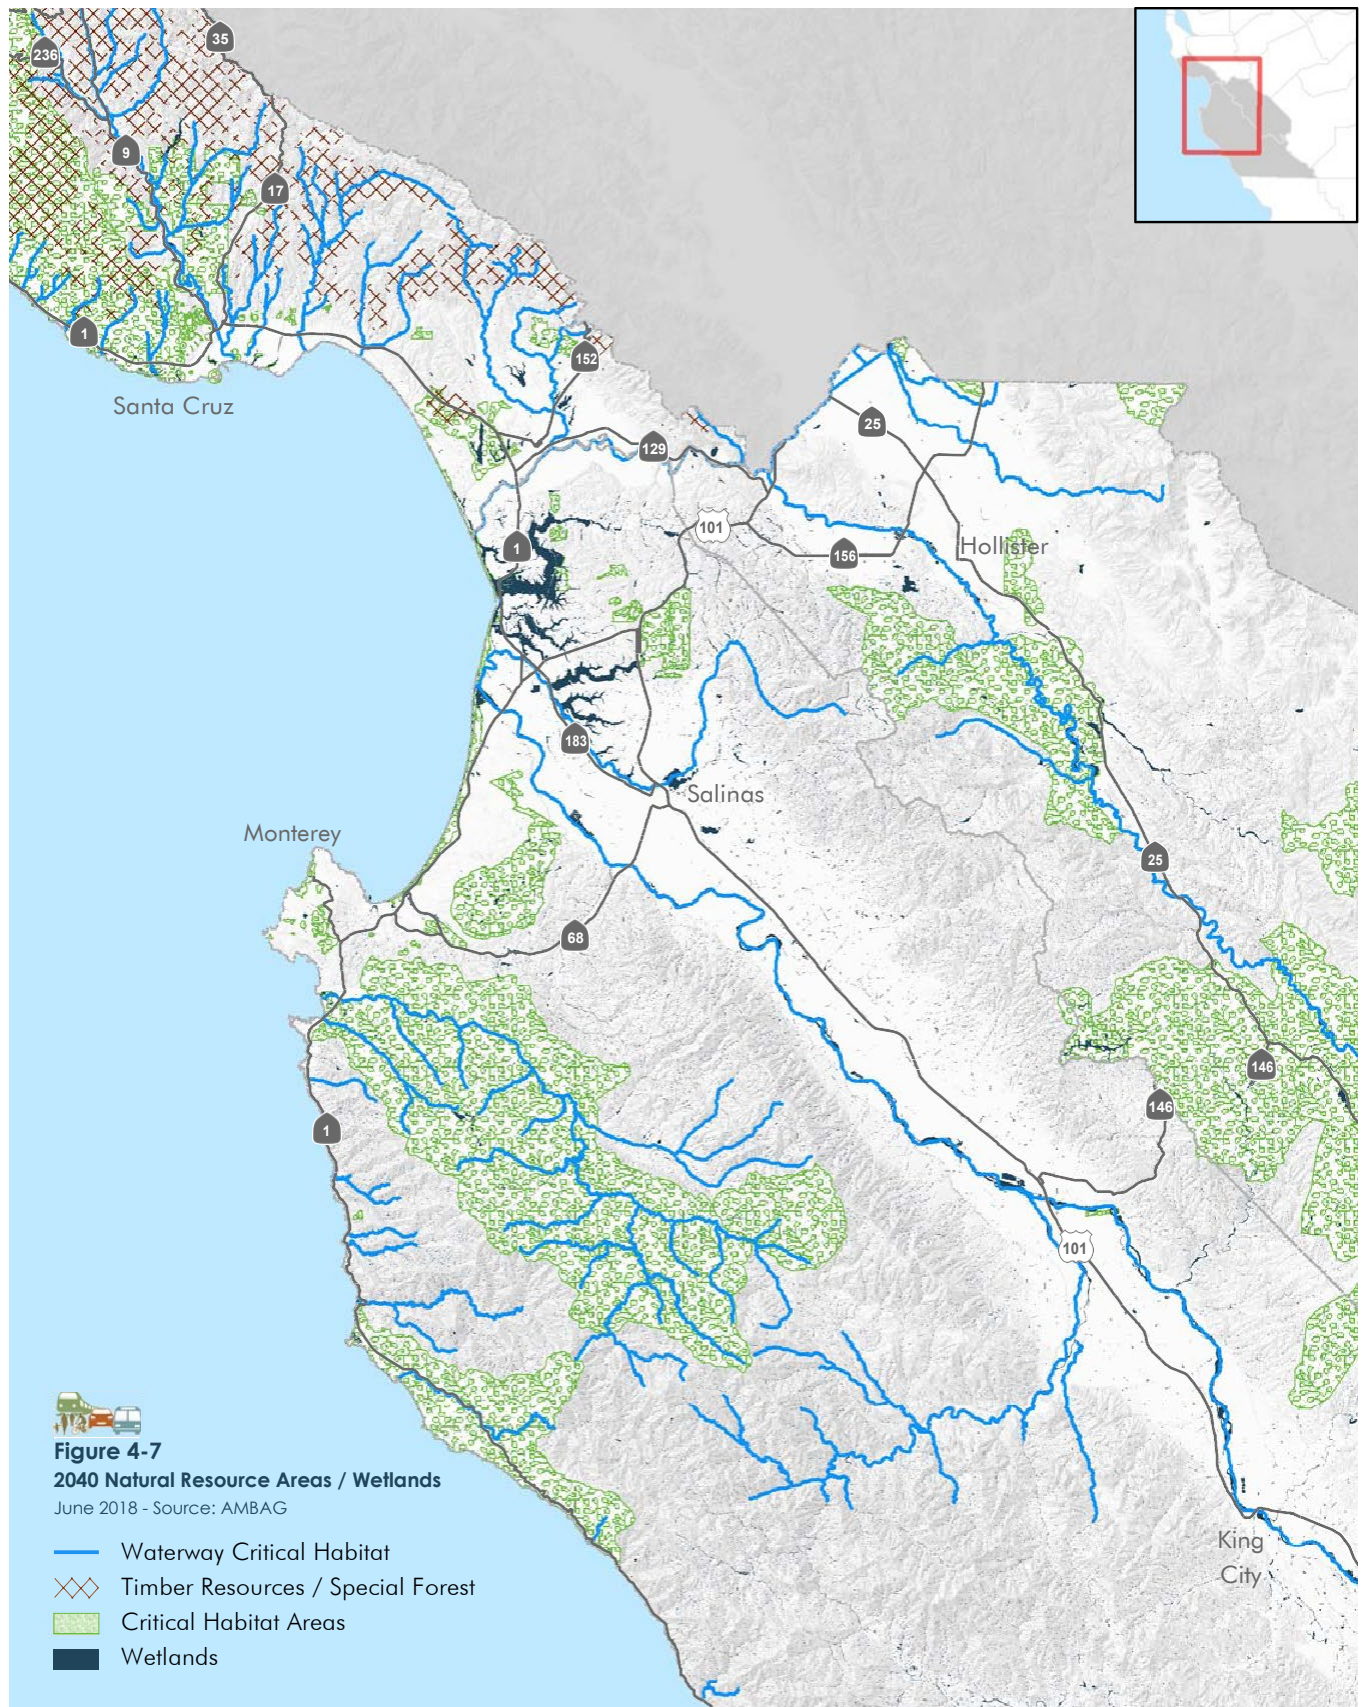 35
236
9
17
1
Santa Cruz
152
25
129
101
1
156
Hollister
183
Salinas
Monterey
25
68
146
146
1
101
King
City
Figure 4-7
2040 Natural Resource Areas / Wetlands
June 2018 - Source: AMBAG
Waterway Critical Habitat
Timber Resources / Special Forest
Critical Habitat Areas
Wetlands